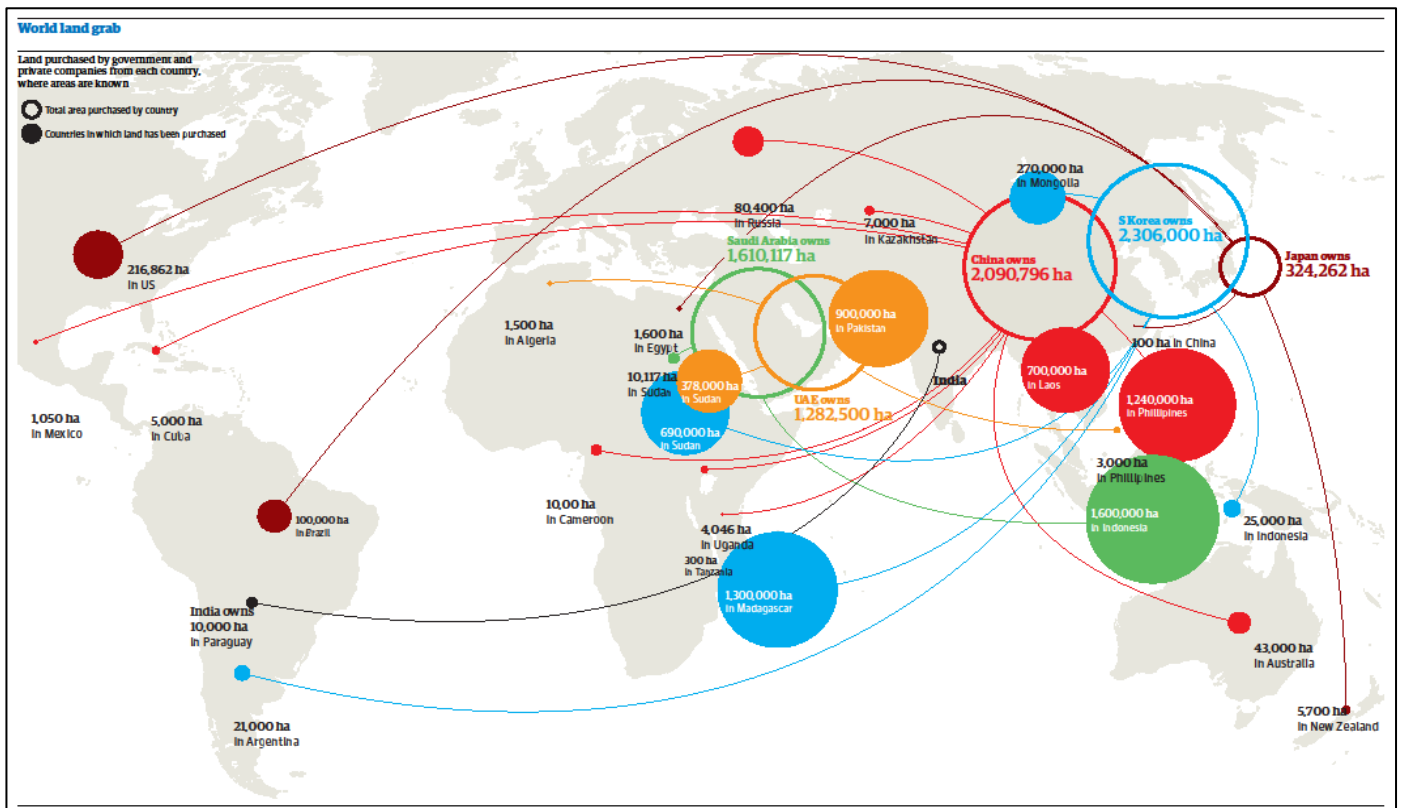 World land grab
Land purchased by government and
private companies from each country,
where areas are known
Total area purchased by country
Countries in which land has been purchased
216,862 ha
in US
80,400 ha
in Russia
7,000 ha
in Kazakhstan
270,000 ha
in Mongolia
S Korea owns
2,306,000 ha
Saudi Arabia owns
1,610,117 ha
China owns
2,090,796 ha
Japan owns
324,262 ha
1,500 ha
in Algeria
1,600 ha
in Egypt
900,000 ha
in Pakistan
100 ha in China
10,117 ha
in Sudan
378,000 ha
in Sudan
India
700,000 ha
in Laos
UAE owns
1,282,500 ha
1,240,000 ha
in Phillipines
1,050 ha
in Mexico
5,000 ha
in Cuba
690,000 ha
in Sudan
3,000 ha
in Phillipines
100,000 ha
in Brazil
10,00 ha
in Cameroon
4,046 ha
in Uganda
300 ha
in Tanzania
1,600,000 ha
in Indonesia
25,000 ha
in Indonesia
1,300,000 ha
in Madagascar
India owns
10,000 ha
in Paraguay
43,000 ha
in Australia
21,000 ha
in Argentina
5,700 ha
in New Zealand